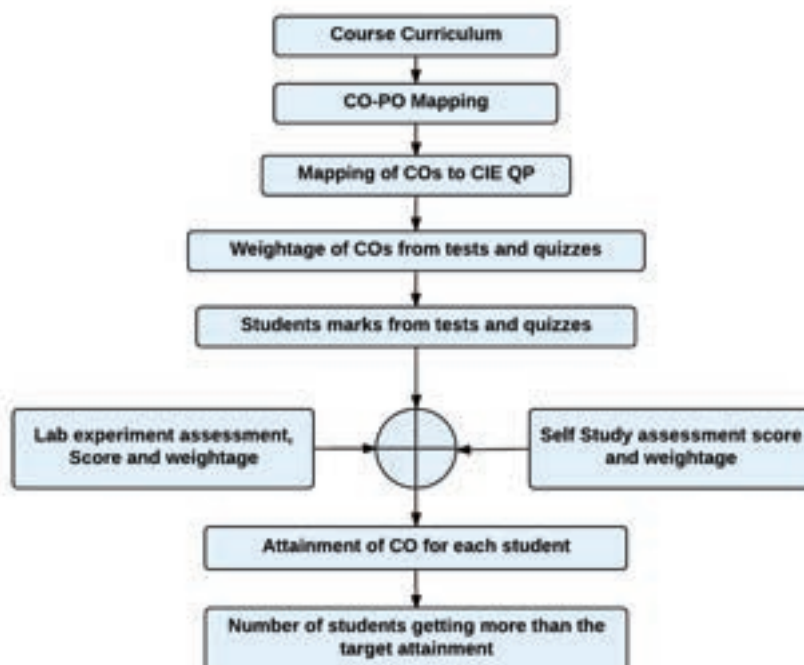 Course Curriculum
CO-PO Mapping
Mapping of COs to CIE QP
Weightage of COs from tests and quizzes
Students marks from tests and quizzes
Lab experiment assessment,
Score and weightage
Self Study assessment score
and weightage
Attainment of CO for each student
Number of students getting more than the
target attainment